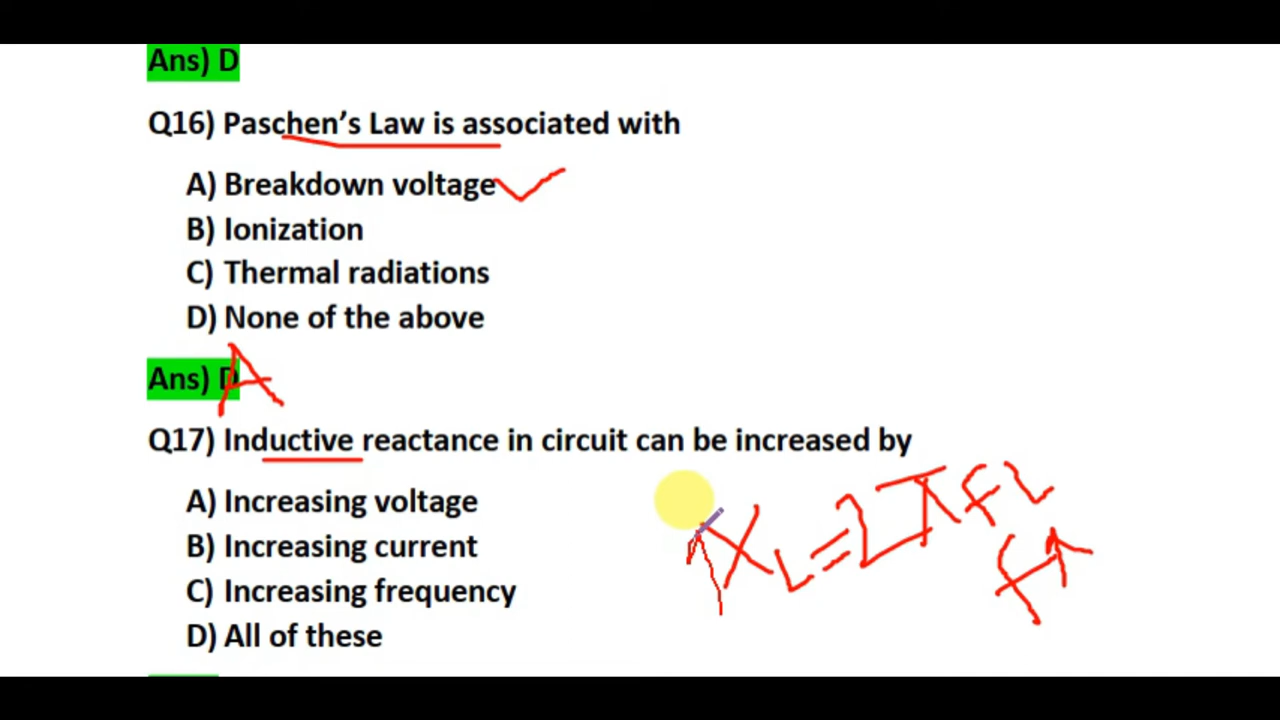 Ans) D
Q16) Paschen’s Law is associated with
A) Breakdown voltage
B) Ionization
C) Thermal radiations
D) None of the above
Ans) D A
Q17) Inductive reactance in circuit can be increased by
A) Increasing voltage
B) Increasing current
C) Increasing frequency
D) All of these
↑XL=2πfL
f↑